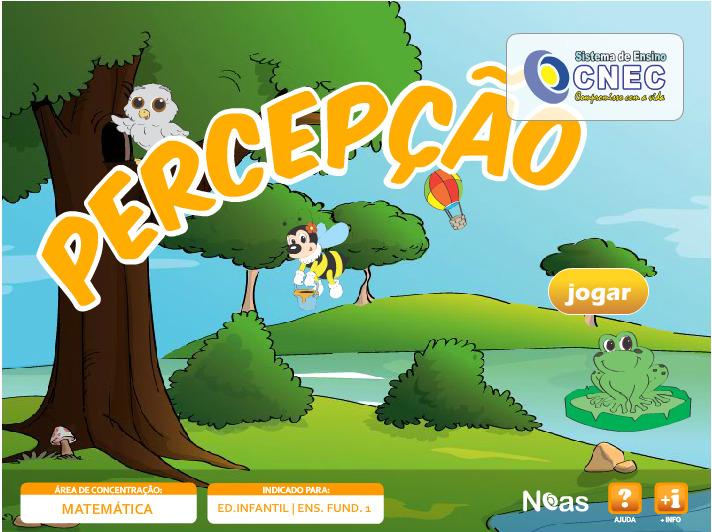 Sistema de Ensino
CNEC
Compromisso com a vida
PERCEPÇÃO
jogar
ÁREA DE CONCENTRAÇÃO:
MATEMÁTICA
INDICADO PARA:
ED.INFANTIL | ENS. FUND. 1
Noas
?
AJUDA
+i
+ INFO